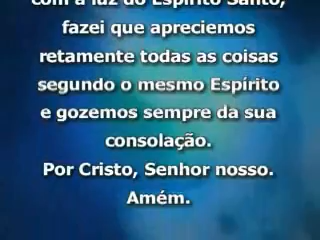 com a luz do Espírito Santo,
fazei que apreciemos
retamente todas as coisas
segundo o mesmo Espírito
e gozemos sempre da sua
consolação.
Por Cristo, Senhor nosso.
Amém.